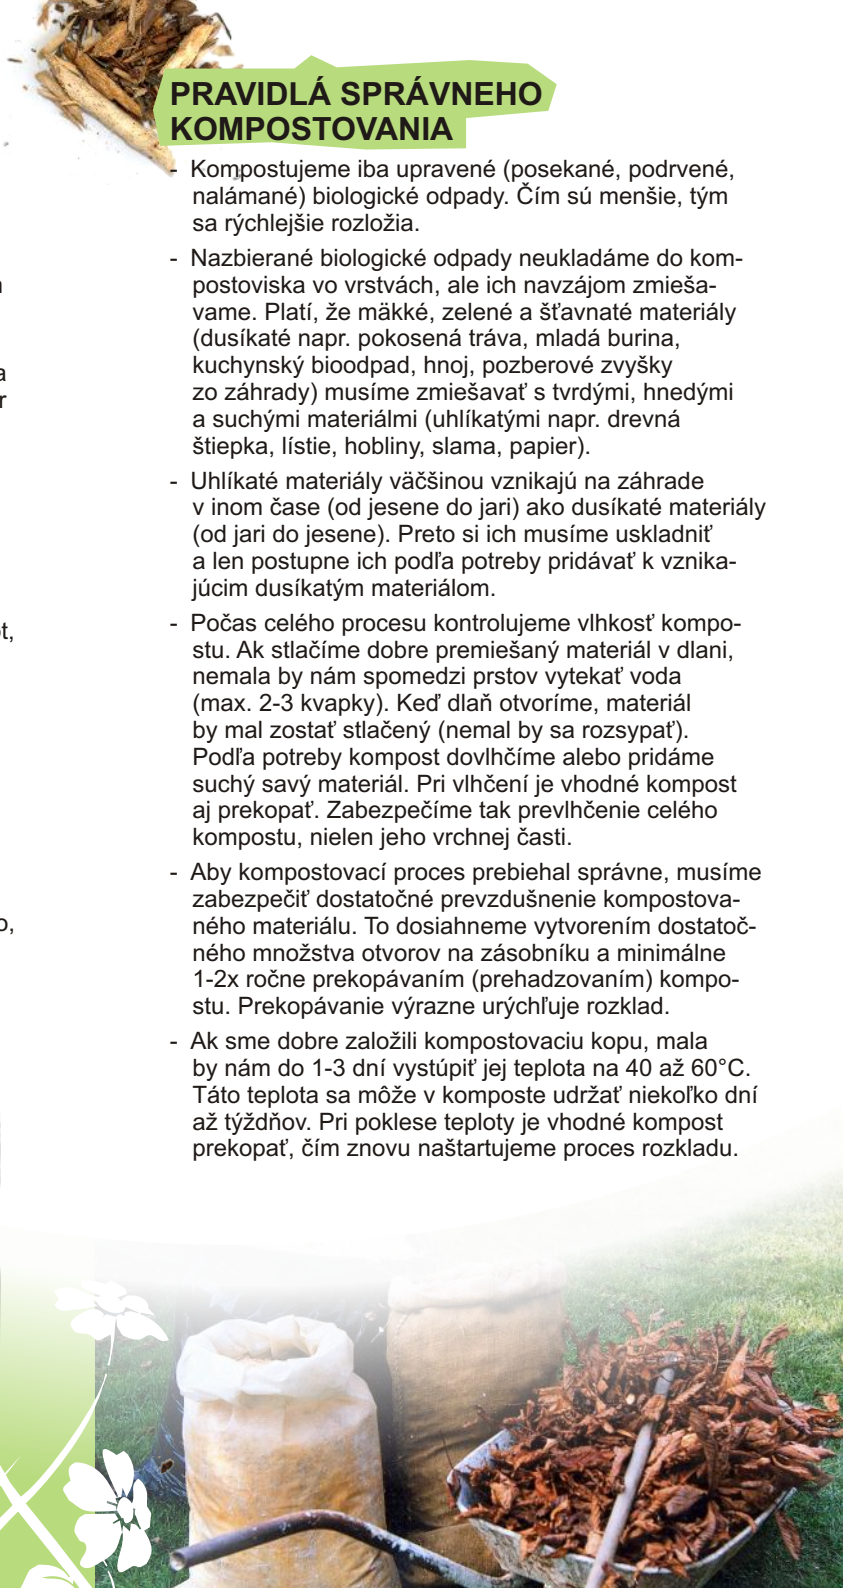 PRAVIDLÁ SPRÁVNEHO
KOMPOSTOVANIA
- Kompostujeme iba upravené (posekané, podrvené,
nalámané) biologické odpady. Čím sú menšie, tým
sa rýchlejšie rozložia.
- Nazbierané biologické odpady neukladáme do kom-
postoviska vo vrstvách, ale ich navzájom zmieša-
vame. Platí, že mäkké, zelené a šťavnaté materiály
(dusíkaté napr. pokosená tráva, mladá burina,
kuchynský bioodpad, hnoj, pozberové zvyšky
zo záhrady) musíme zmiešavať s tvrdými, hnedými
a suchými materiálmi (uhlíkatými napr. drevná
štiepka, lístie, hobliny, slama, papier).
- Uhlíkaté materiály väčšinou vznikajú na záhrade
v inom čase (od jesene do jari) ako dusíkaté materiály
(od jari do jesene). Preto si ich musíme uskladniť
a len postupne ich podľa potreby pridávať k vznika-
júcim dusíkatým materiálom.
- Počas celého procesu kontrolujeme vlhkosť kompo-
stu. Ak stlačíme dobre premiešaný materiál v dlani,
nemala by nám spomedzi prstov vytekať voda
(max. 2-3 kvapky). Keď dlaň otvoríme, materiál
by mal zostať stlačený (nemal by sa rozsypať).
Podľa potreby kompost dovlhčíme alebo pridáme
suchý savý materiál. Pri vlhčení je vhodné kompost
aj prekopať. Zabezpečíme tak prevlhčenie celého
kompostu, nielen jeho vrchnej časti.
- Aby kompostovací proces prebiehal správne, musíme
zabezpečiť dostatočné prevzdušnenie kompostova-
ného materiálu. To dosiahneme vytvorením dostatoč-
ného množstva otvorov na zásobníku a minimálne
1-2x ročne prekopávaním (prehadzovaním) kompo-
stu. Prekopávanie výrazne urýchľuje rozklad.
- Ak sme dobre založili kompostovaciu kopu, mala
by nám do 1-3 dní vystúpiť jej teplota na 40 až 60°C.
Táto teplota sa môže v komposte udržať niekoľko dní
až týždňov. Pri poklese teploty je vhodné kompost
prekopať, čím znovu naštartujeme proces rozkladu.